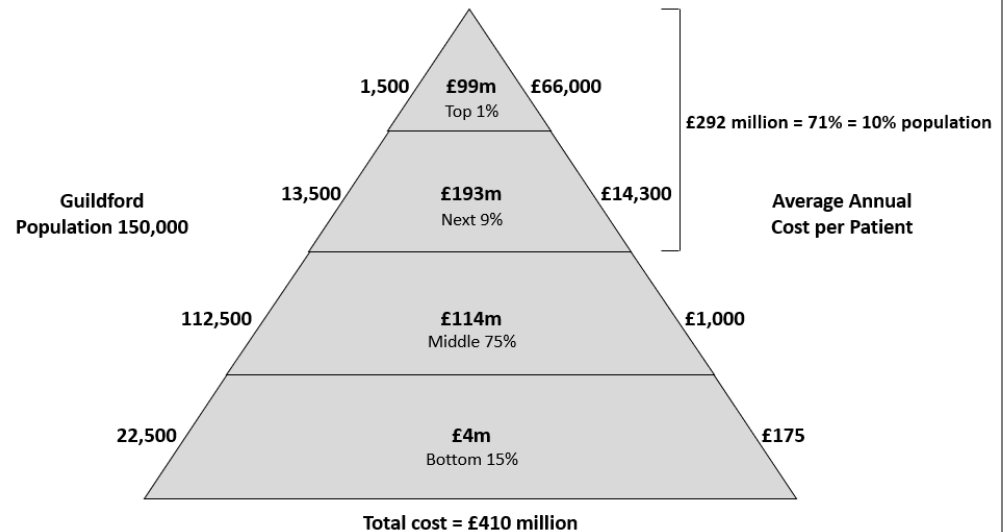 1,500
£99m
Top 1%
£66,000
£292 million = 71% = 10% population
Guildford
Population 150,000
13,500
£193m
Next 9%
£14,300
Average Annual
Cost per Patient
112,500
£114m
Middle 75%
£1,000
22,500
£4m
Bottom 15%
£175
Total cost = £410 million